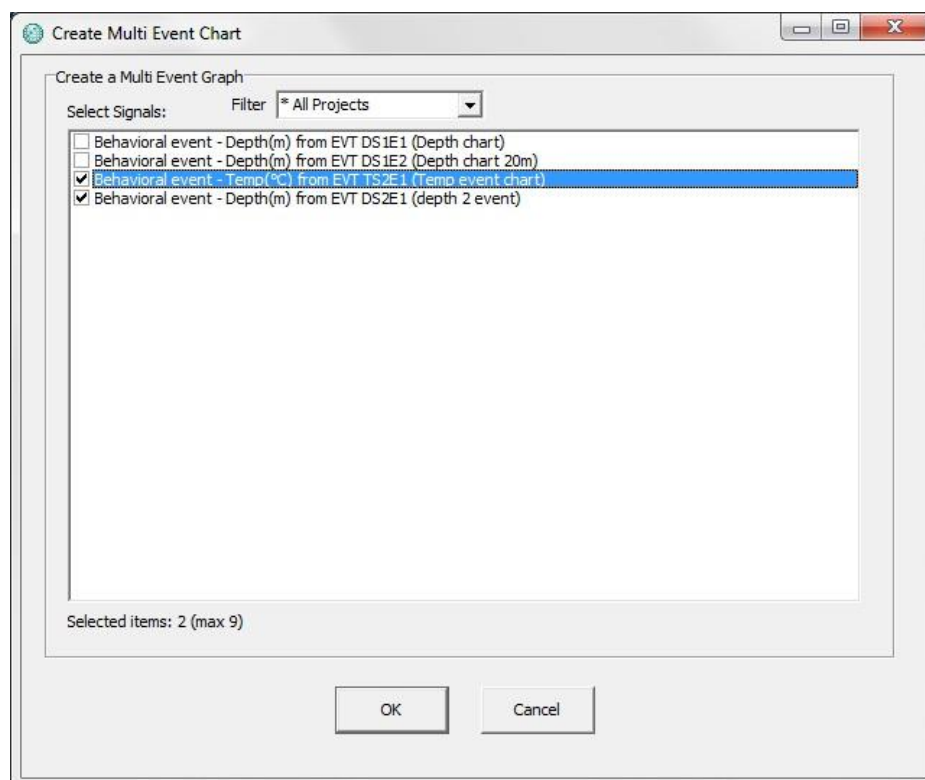 Create Multi Event Chart
Create a Multi Event Graph
Select Signals:
Filter
* All Projects
Behavioral event - Depth(m) from EVT DS1E1 (Depth chart)
Behavioral event - Depth(m) from EVT DS1E2 (Depth chart 20m)
Behavioral event - Temp(°C) from EVT TS2E1 (Temp event chart)
Behavioral event - Depth(m) from EVT DS2E1 (depth 2 event)
Selected items: 2 (max 9)
OK
Cancel